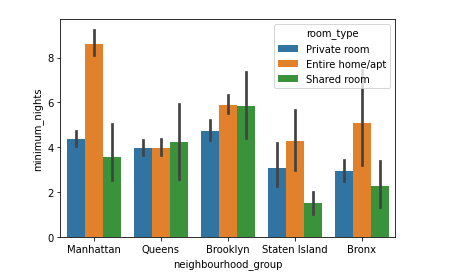 room_type
Private room
Entire home/apt
Shared room
8
6
4
2
0
minimum_nights
Manhattan Queens Brooklyn Staten Island Bronx
neighbourhood_group